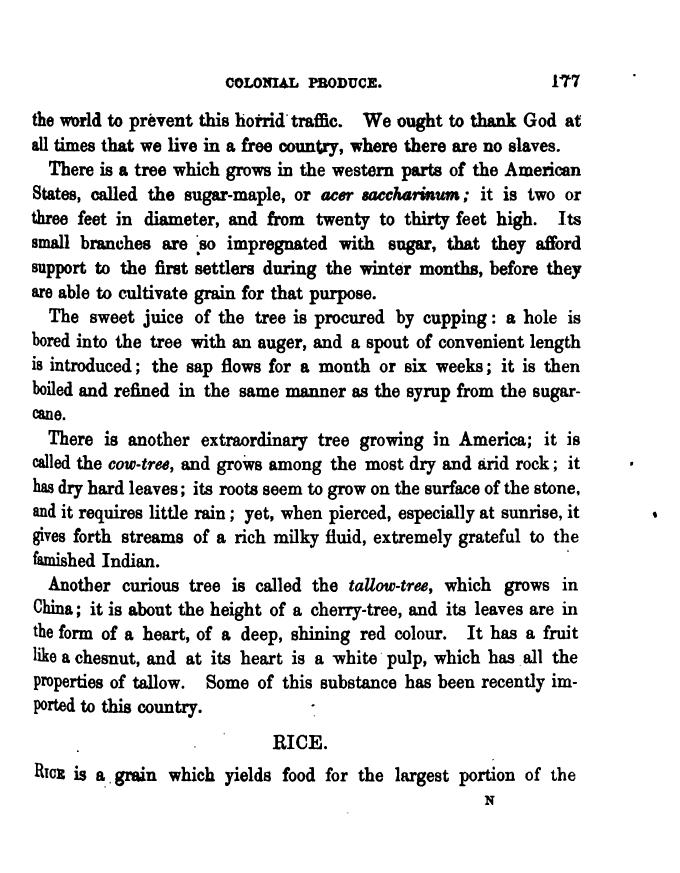 COLONIAL PRODUCE. 177
the world to prevent this horrid traffic. We ought to thank God at
all times that we live in a free country, where there are no slaves.
There is a tree which grows in the western parts of the American
States, called the sugar-maple, or acer saccharinum; it is two or
three feet in diameter, and from twenty to thirty feet high. Its
small branches are so impregnated with sugar, that they afford
support to the first settlers during the winter months, before they
are able to cultivate grain for that purpose.
The sweet juice of the tree is procured by cupping: a hole is
bored into the tree with an auger, and a spout of convenient length
is introduced; the sap flows for a month or six weeks; it is then
boiled and refined in the same manner as the syrup from the sugar-
cane.
There is another extraordinary tree growing in America; it is
called the cow-tree, and grows among the most dry and arid rock; it
has dry hard leaves; its roots seem to grow on the surface of the stone,
and it requires little rain; yet, when pierced, especially at sunrise, it
gives forth streams of a rich milky fluid, extremely grateful to the
famished Indian.
Another curious tree is called the tallow-tree, which grows in
China; it is about the height of a cherry-tree, and its leaves are in
the form of a heart, of a deep, shining red colour. It has a fruit
like a chesnut, and at its heart is a white pulp, which has all the
properties of tallow. Some of this substance has been recently im-
ported to this country.
RICE.
RICE is a grain which yields food for the largest portion of the
N